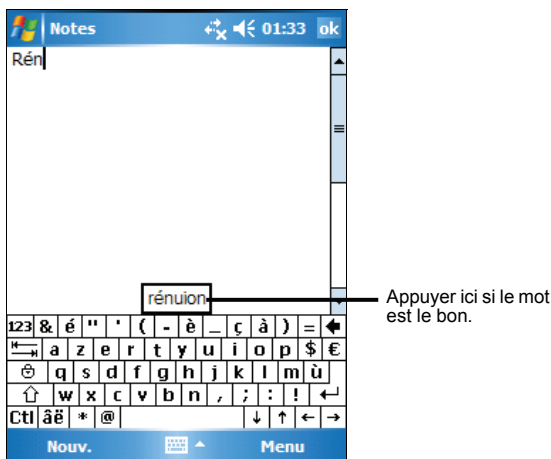 Notes 01:33 ok
Rén
rénuion
Appuyer ici si le mot
est le bon.
123 & é " ' ( - è _ ç à ) =
a z e r t y u i o p $ €
q s d f g h j k l m ù
w x c v b n , ; : !
Ctl âë * @ ↓ ↑ ← →
Nouv. Menu